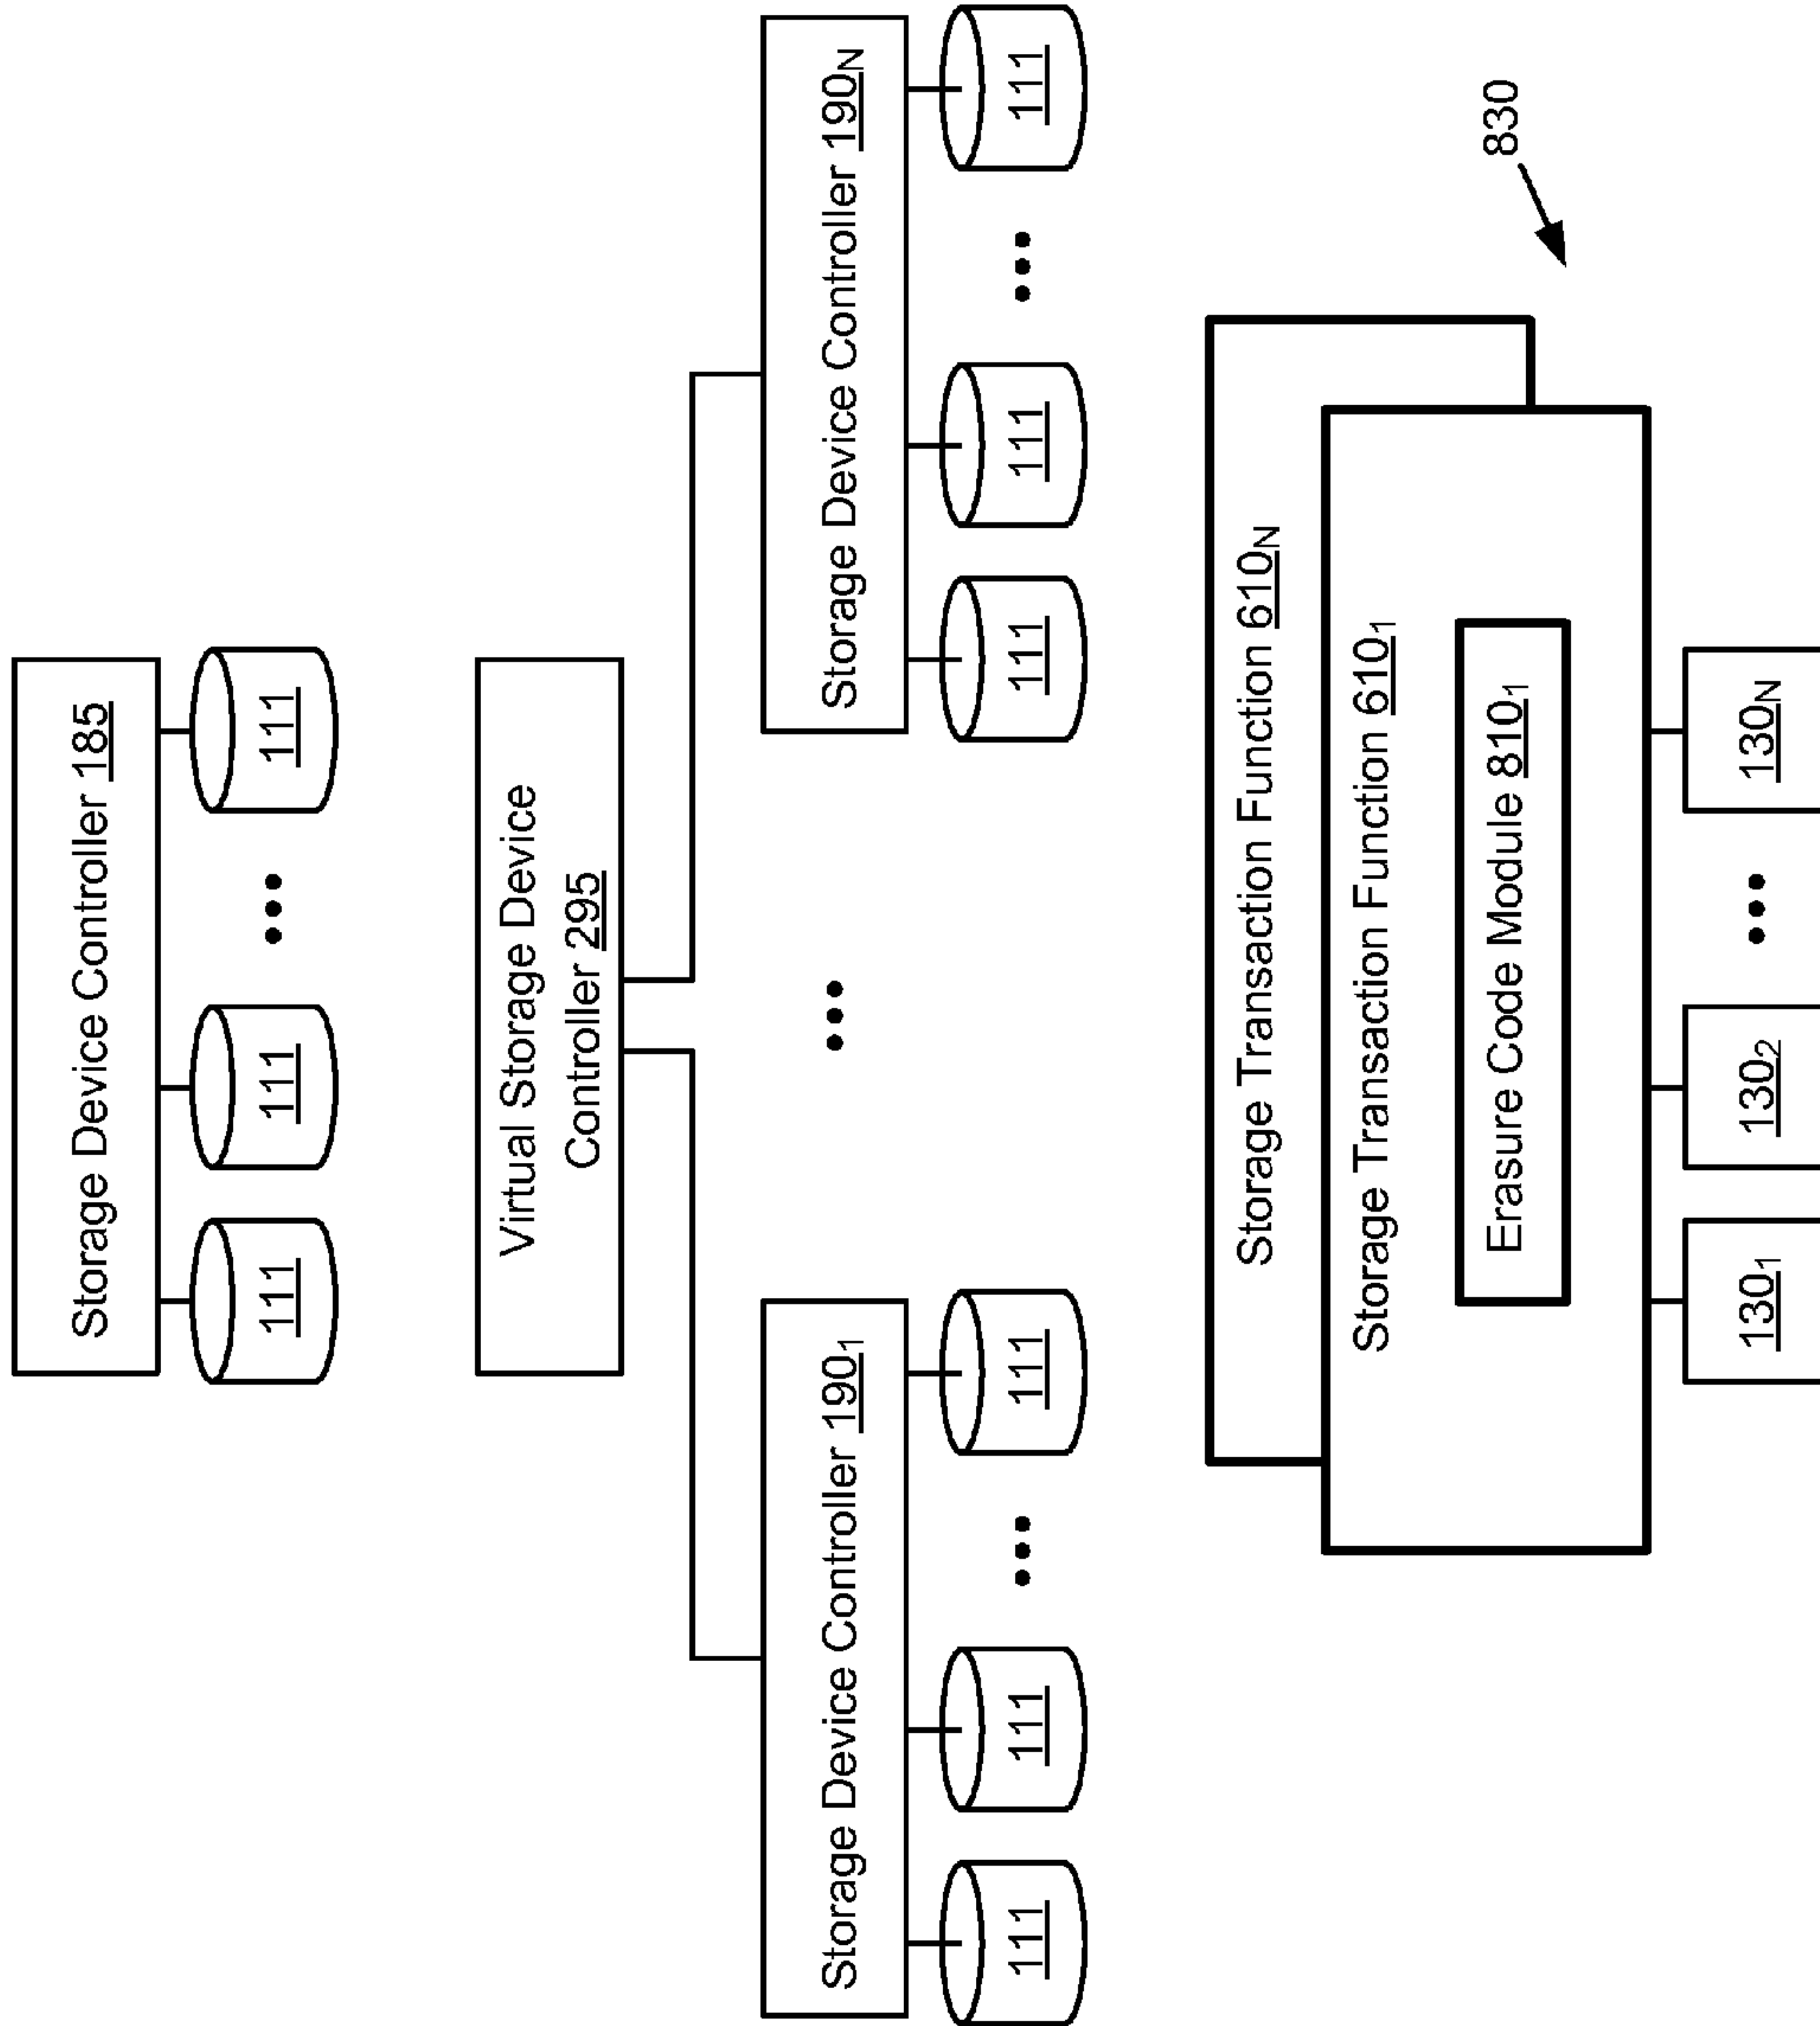 Storage Device Controller 185
111
111
•••
111
Virtual Storage Device
Controller 295
Storage Device Controller 190₁
•••
Storage Device Controller 190N
111
111
•••
111
111
111
•••
111
Storage Transaction Function 610N
Storage Transaction Function 610₁
Erasure Code Module 810₁
830
130₁
130₂
•••
130N